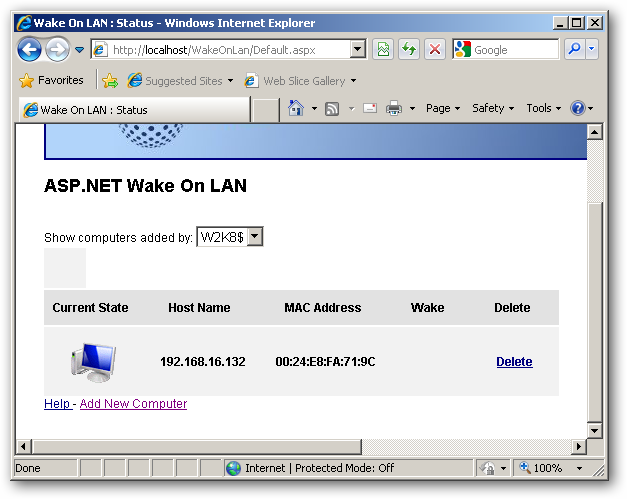 Wake On LAN : Status - Windows Internet Explorer
http://localhost/WakeOnLan/Default.aspx
Google
Favorites
Suggested Sites
Web Slice Gallery
Wake On LAN : Status
Page
Safety
Tools
ASP.NET Wake On LAN
Show computers added by: W2K8$
Current State Host Name MAC Address Wake Delete
192.168.16.132 00:24:E8:FA:71:9C Delete
Help - Add New Computer
Done
Internet | Protected Mode: Off
100%